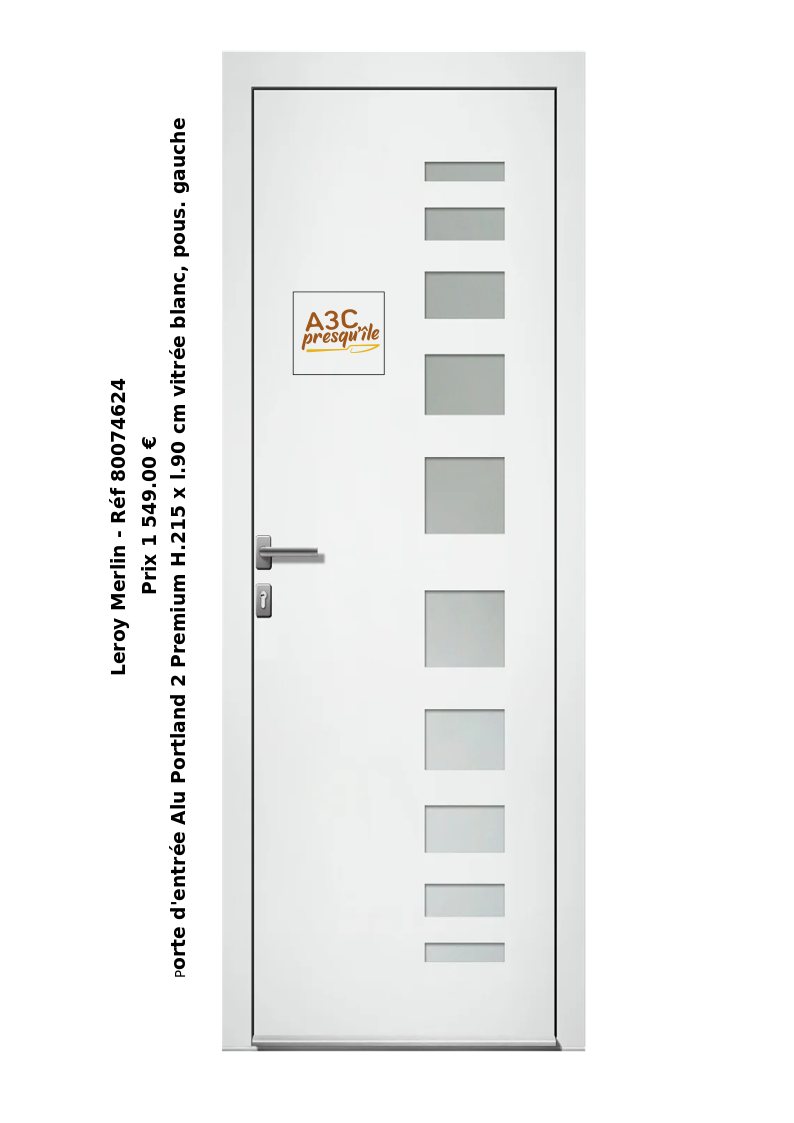 Leroy Merlin - Réf 80074624
Prix 1 549.00 €
Porte d'entrée Alu Portland 2 Premium H.215 x l.90 cm vitrée blanc, pous. gauche
A3C
presqu'île